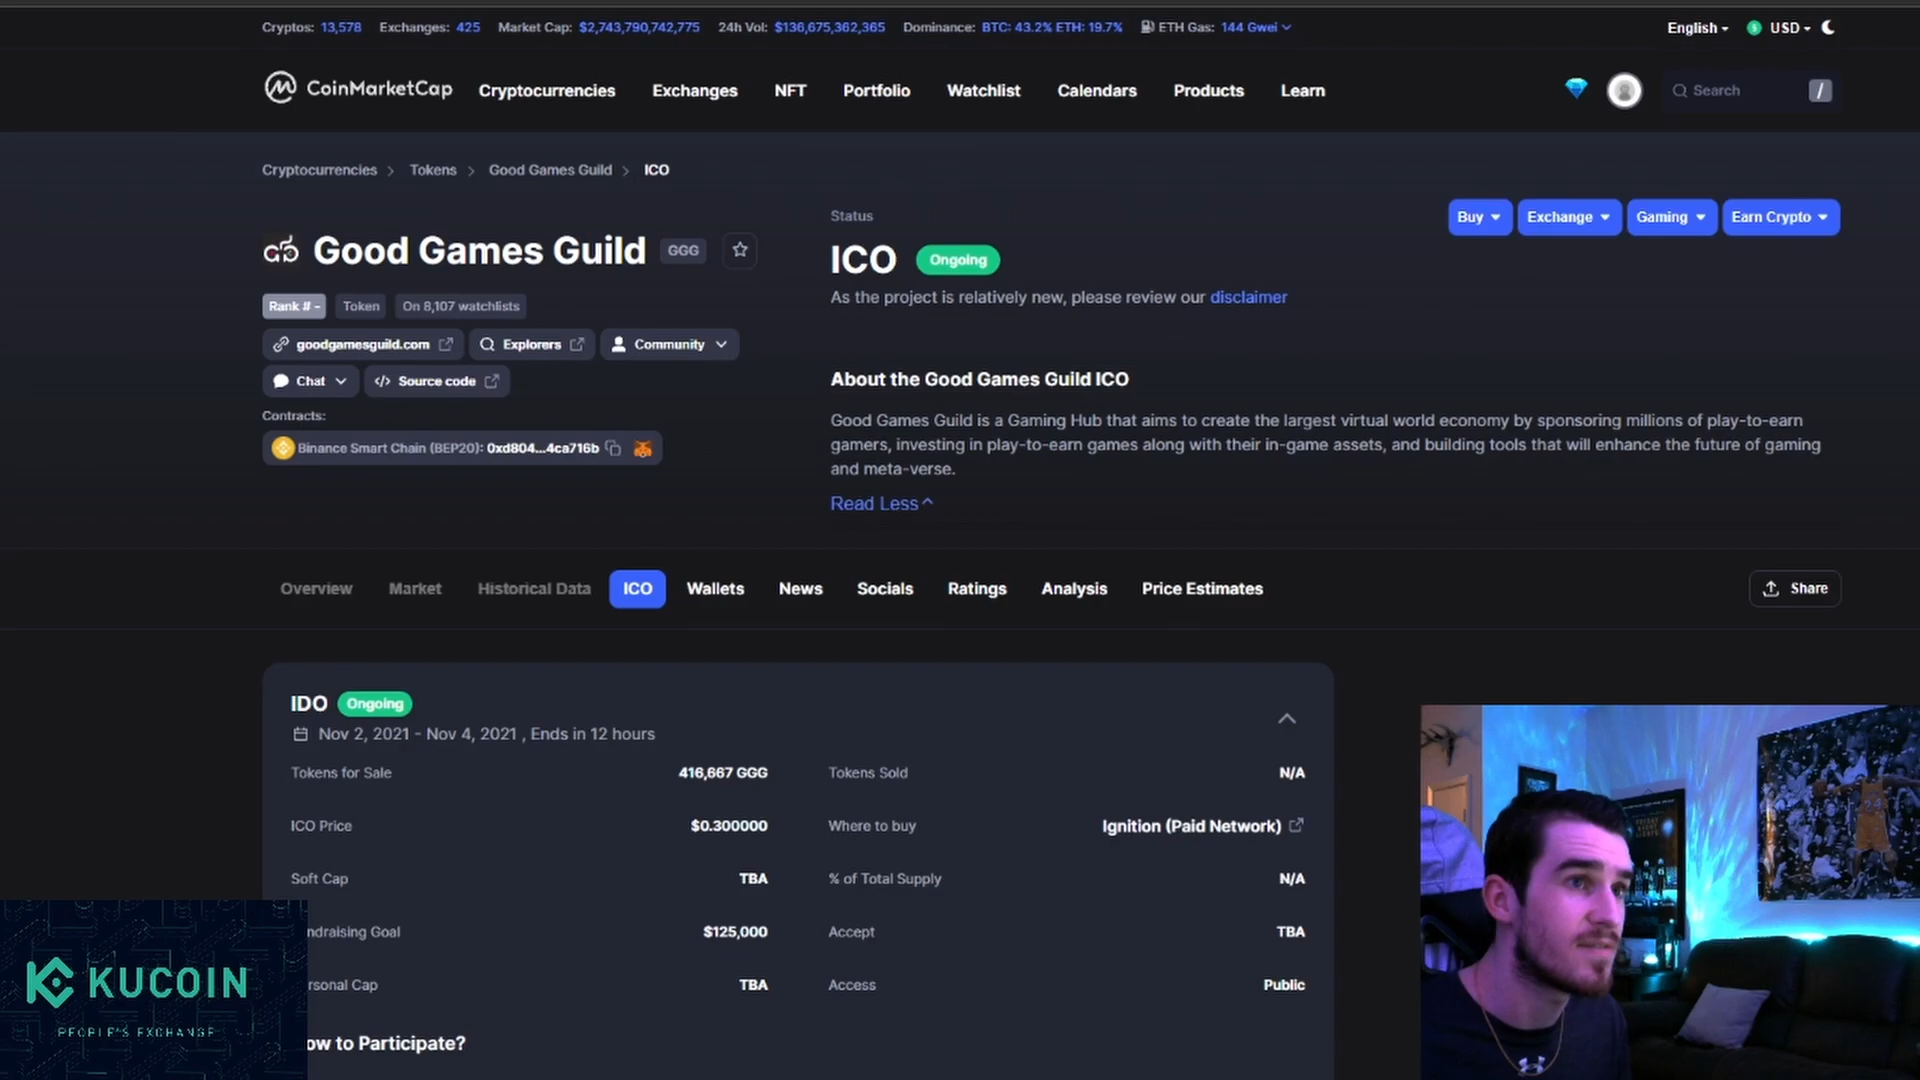 Cryptos: 13,578 Exchanges: 425 Market Cap: $2,743,790,742,775 24h Vol: $136,675,362,365 Dominance: BTC: 43.2% ETH: 19.7% ETH Gas: 144 Gwei English USD
CoinMarketCap Cryptocurrencies Exchanges NFT Portfolio Watchlist Calendars Products Learn Search /
Cryptocurrencies > Tokens > Good Games Guild > ICO
Status
Buy Exchange Gaming Earn Crypto
Good Games Guild GGG
ICO Ongoing
As the project is relatively new, please review our disclaimer
Rank # - Token On 8,107 watchlists
goodgamesguild.com Explorers Community
Chat </> Source code
Contracts:
Binance Smart Chain (BEP20): 0xd804...4ca716b
About the Good Games Guild ICO
Good Games Guild is a Gaming Hub that aims to create the largest virtual world economy by sponsoring millions of play-to-earn
gamers, investing in play-to-earn games along with their in-game assets, and building tools that will enhance the future of gaming
and meta-verse.
Read Less
Overview Market Historical Data ICO Wallets News Socials Ratings Analysis Price Estimates Share
IDO Ongoing
Nov 2, 2021 - Nov 4, 2021 , Ends in 12 hours
Tokens for Sale 416,667 GGG Tokens Sold N/A
ICO Price $0.300000 Where to buy Ignition (Paid Network)
Soft Cap TBA % of Total Supply N/A
ndraising Goal $125,000 Accept TBA
rsonal Cap TBA Access Public
ow to Participate?
KUCOIN
PEOPLE'S EXCHANGE
24